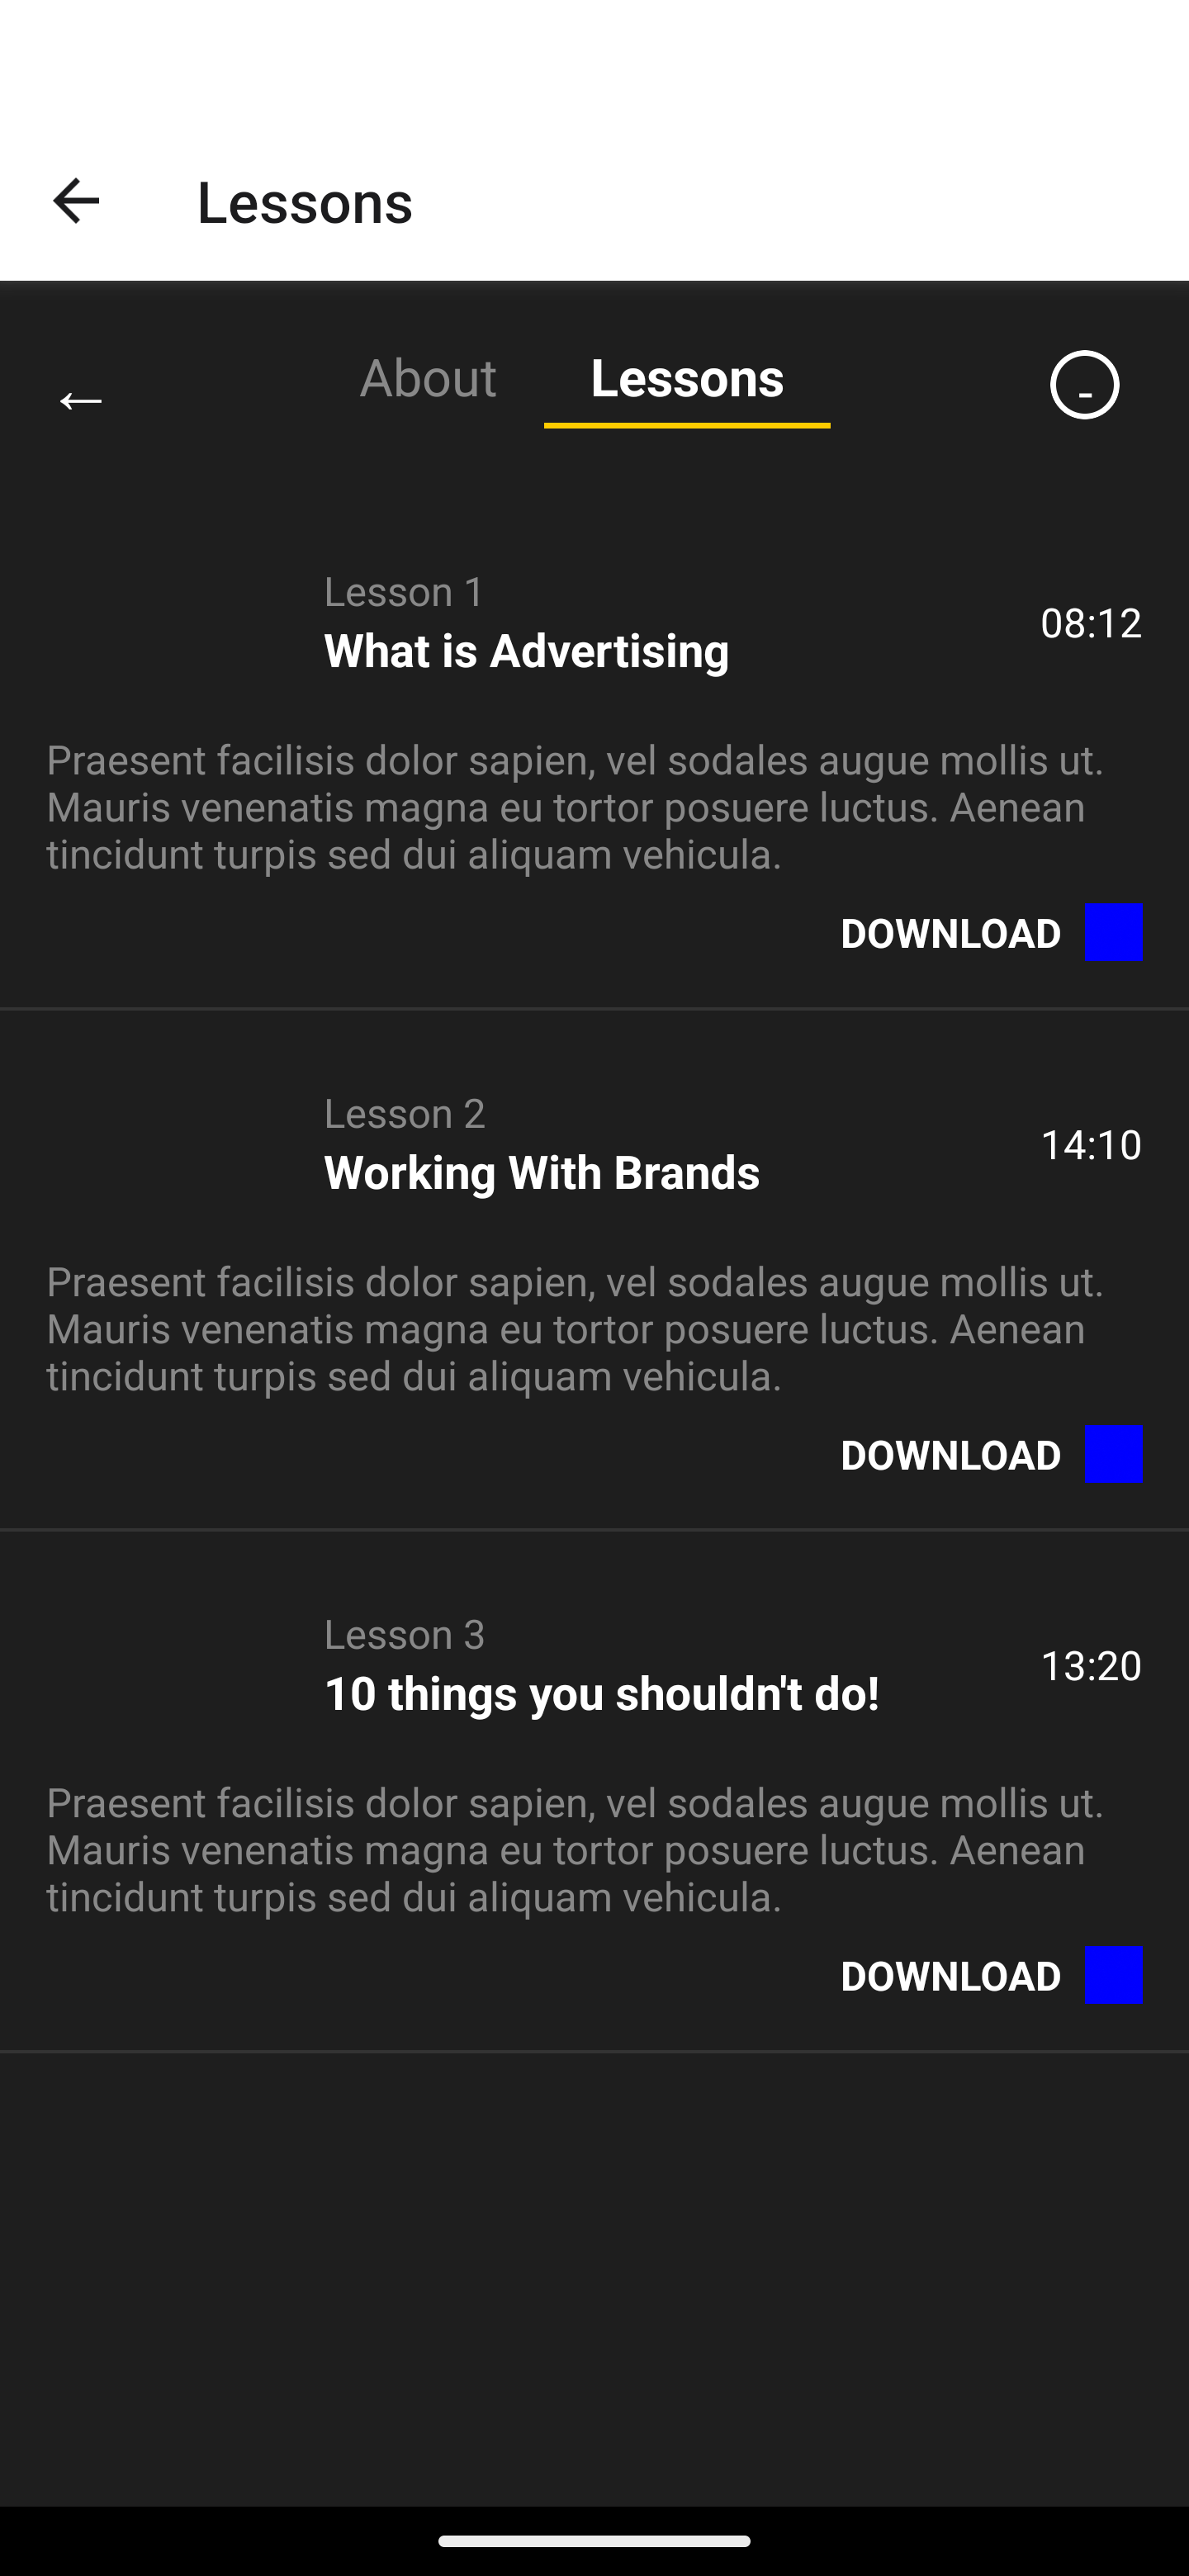 Lessons
← About Lessons -
Lesson 1
What is Advertising
08:12
Praesent facilisis dolor sapien, vel sodales augue mollis ut.
Mauris venenatis magna eu tortor posuere luctus. Aenean
tincidunt turpis sed dui aliquam vehicula.
DOWNLOAD
Lesson 2
Working With Brands
14:10
Praesent facilisis dolor sapien, vel sodales augue mollis ut.
Mauris venenatis magna eu tortor posuere luctus. Aenean
tincidunt turpis sed dui aliquam vehicula.
DOWNLOAD
Lesson 3
10 things you shouldn't do!
13:20
Praesent facilisis dolor sapien, vel sodales augue mollis ut.
Mauris venenatis magna eu tortor posuere luctus. Aenean
tincidunt turpis sed dui aliquam vehicula.
DOWNLOAD